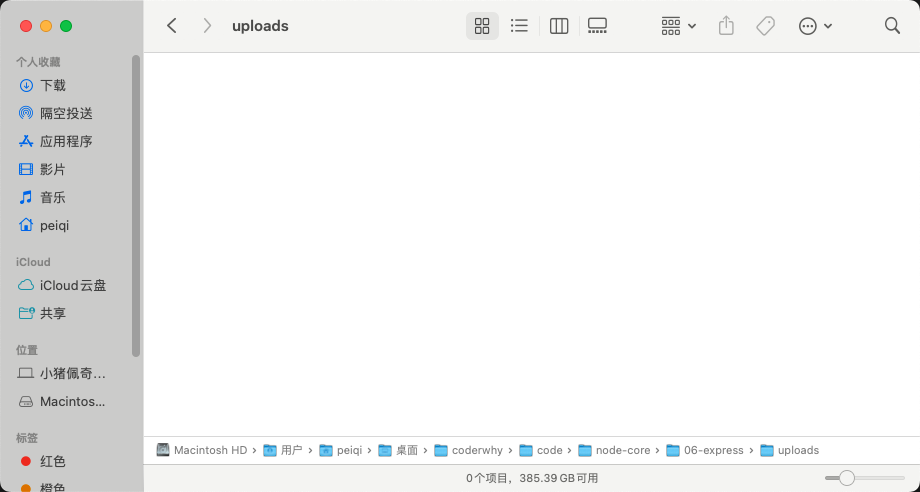 uploads
个人收藏
下载
隔空投送
应用程序
影片
音乐
peiqi
iCloud
iCloud云盘
共享
位置
小猪佩奇...
Macintos...
标签
红色
橙色
Macintosh HD › 用户 › peiqi › 桌面 › coderwhy › code › node-core › 06-express › uploads
0个项目，385.39 GB可用